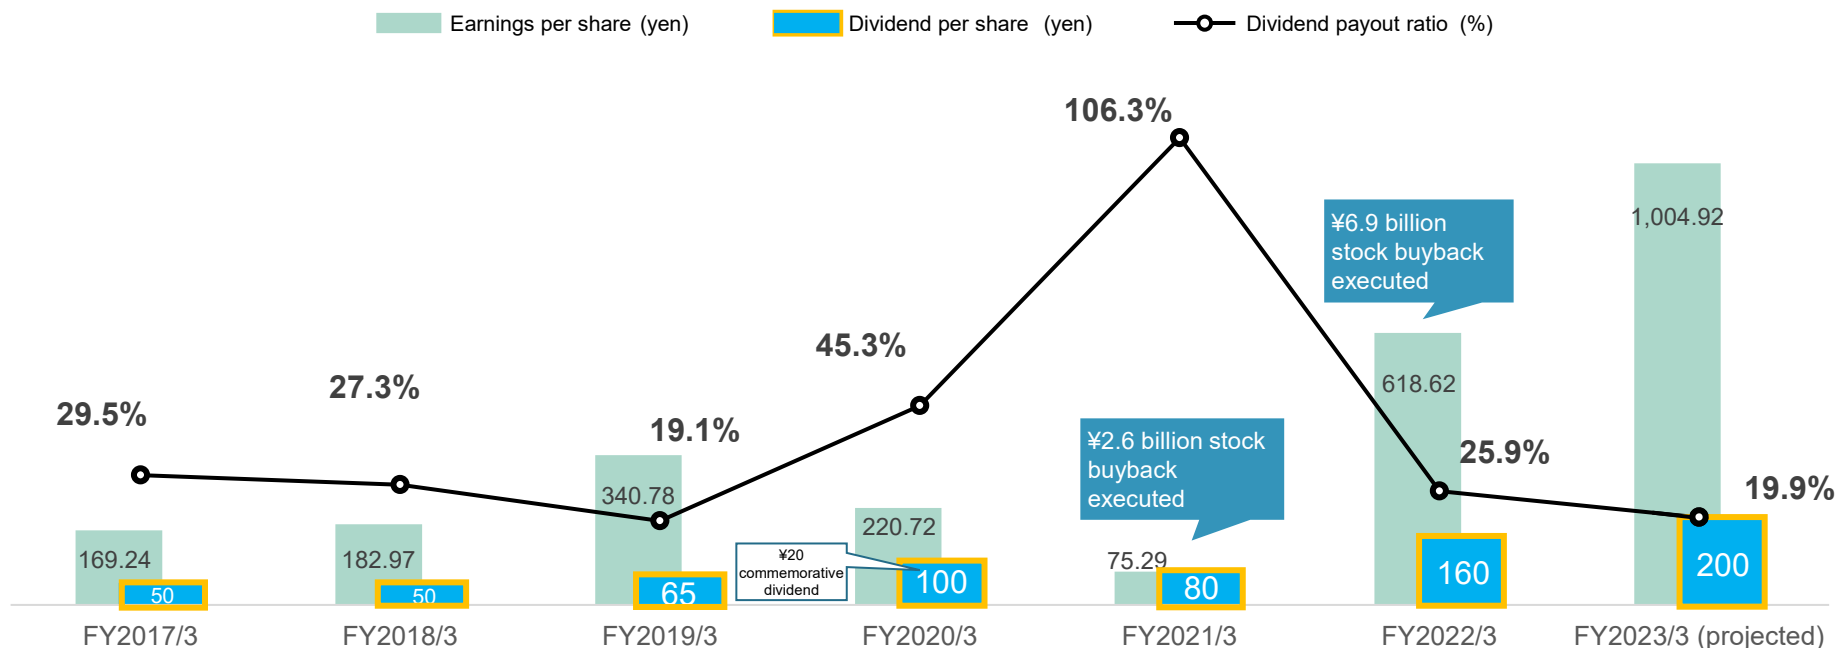 Earnings per share (yen)
Dividend per share (yen)
Dividend payout ratio (%)
106.3%
¥6.9 billion
stock buyback
executed
1,004.92
45.3%
27.3%
29.5%
19.1%
618.62
25.9%
¥2.6 billion stock
buyback
executed
19.9%
340.78
220.72
169.24
182.97
75.29
¥20
commemorative
dividend
50
50
65
100
80
160
200
FY2017/3
FY2018/3
FY2019/3
FY2020/3
FY2021/3
FY2022/3
FY2023/3 (projected)